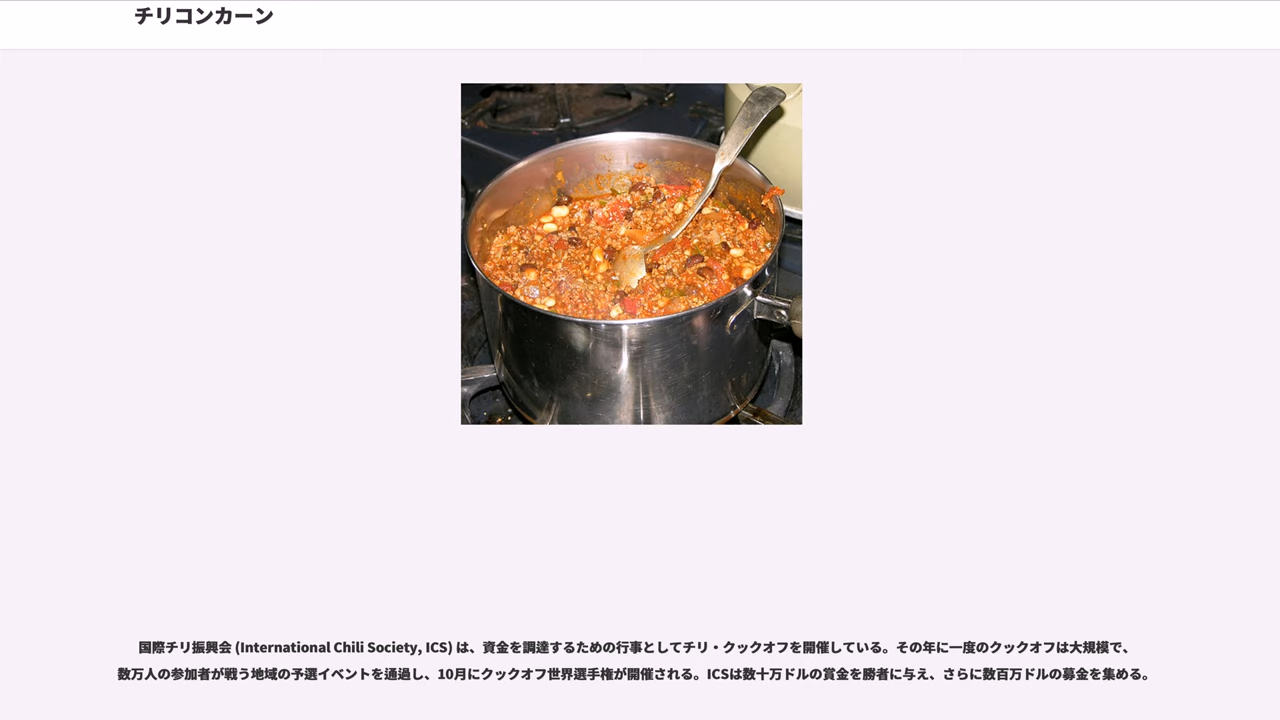 チリコンカーン
国際チリ振興会 (International Chili Society, ICS) は、資金を調達するための行事としてチリ・クックオフを開催している。その年に一度のクックオフは大規模で、
数万人の参加者が戦う地域の予選イベントを通過し、10月にクックオフ世界選手権が開催される。ICSは数十万ドルの賞金を勝者に与え、さらに数百万ドルの募金を集める。